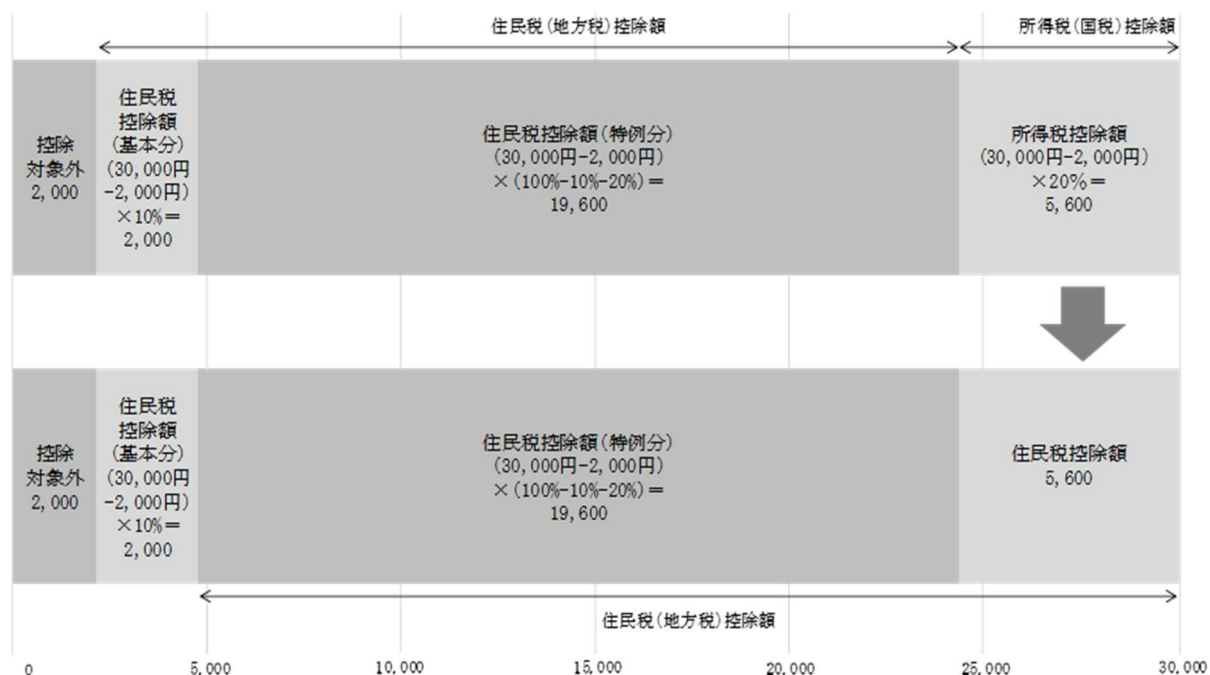 住民税(地方税)控除額
所得税(国税)控除額
控除
対象外
2,000
住民税
控除額
(基本分)
(30,000円
-2,000円)
×10%＝
2,000
住民税控除額(特例分)
(30,000円-2,000円)
×(100%-10%-20%)＝
19,600
所得税控除額
(30,000円-2,000円)
×20%＝
5,600
控除
対象外
2,000
住民税
控除額
(基本分)
(30,000円
-2,000円)
×10%＝
2,000
住民税控除額(特例分)
(30,000円-2,000円)
×(100%-10%-20%)＝
19,600
住民税控除額
5,600
住民税(地方税)控除額
0
5,000
10,000
15,000
20,000
25,000
30,000